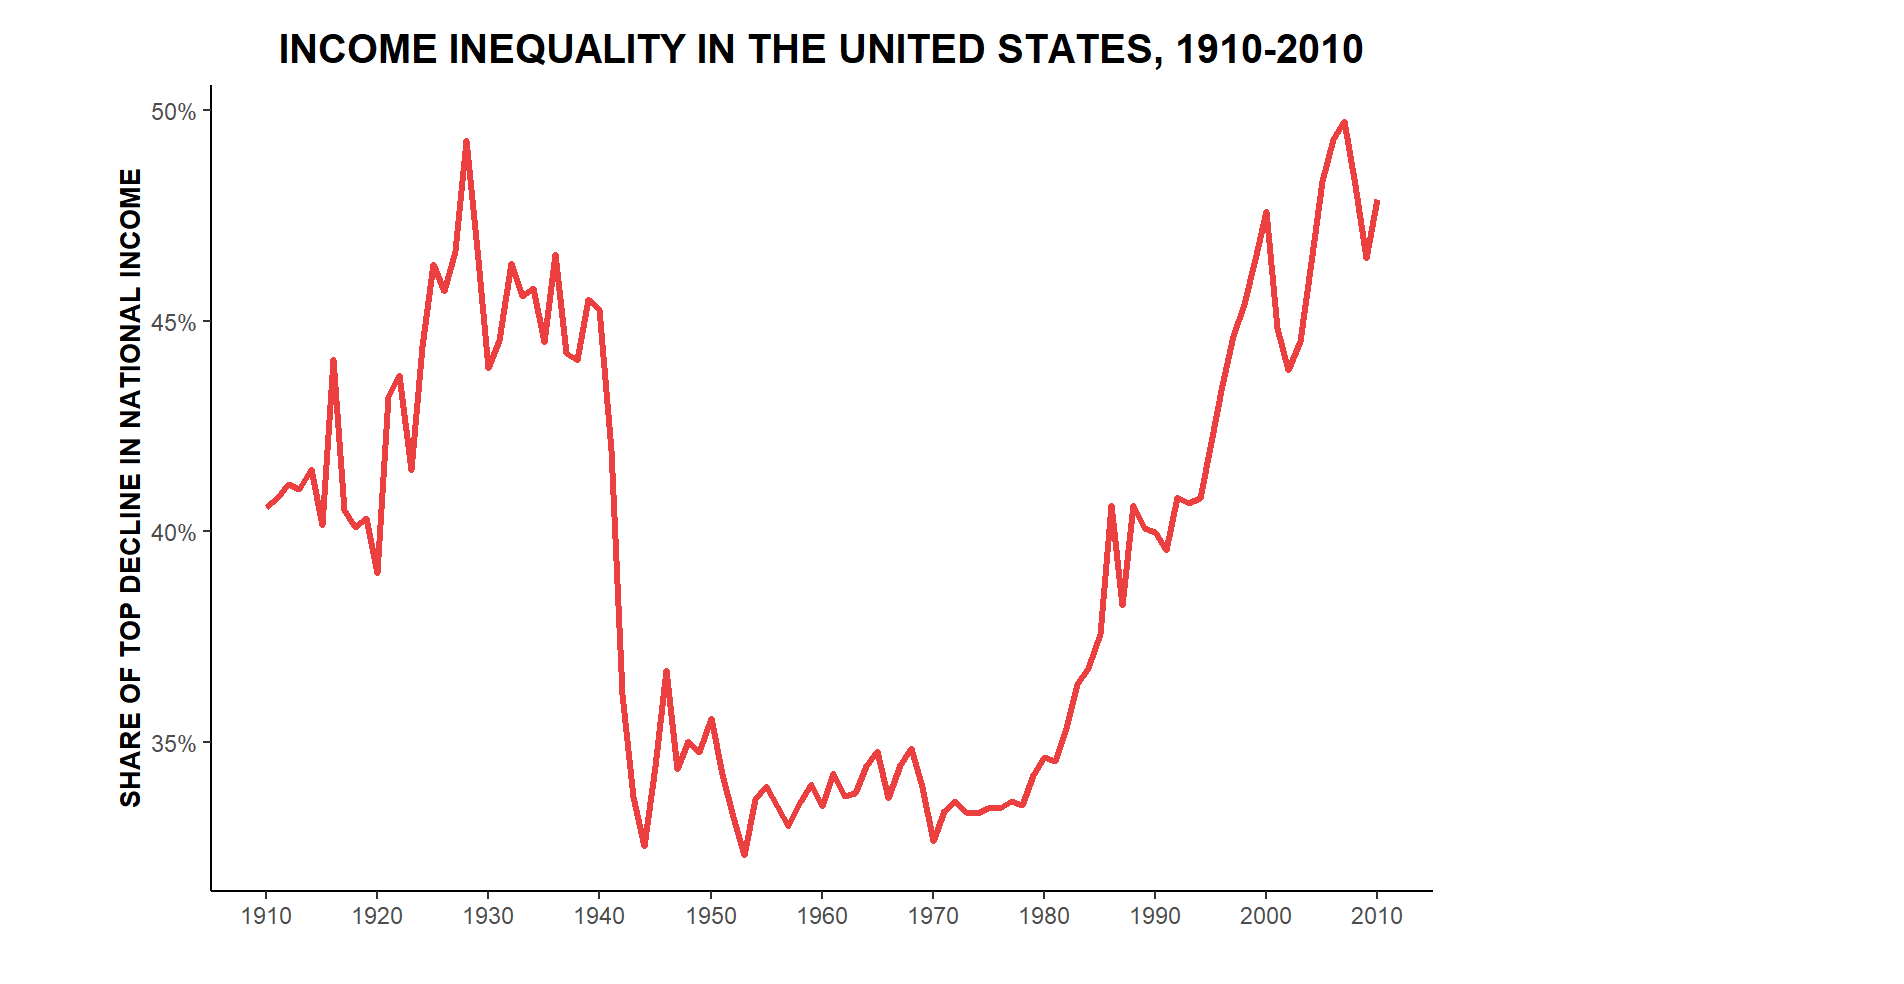 INCOME INEQUALITY IN THE UNITED STATES, 1910-2010
SHARE OF TOP DECLINE IN NATIONAL INCOME
50%
45%
40%
35%
1910 1920 1930 1940 1950 1960 1970 1980 1990 2000 2010